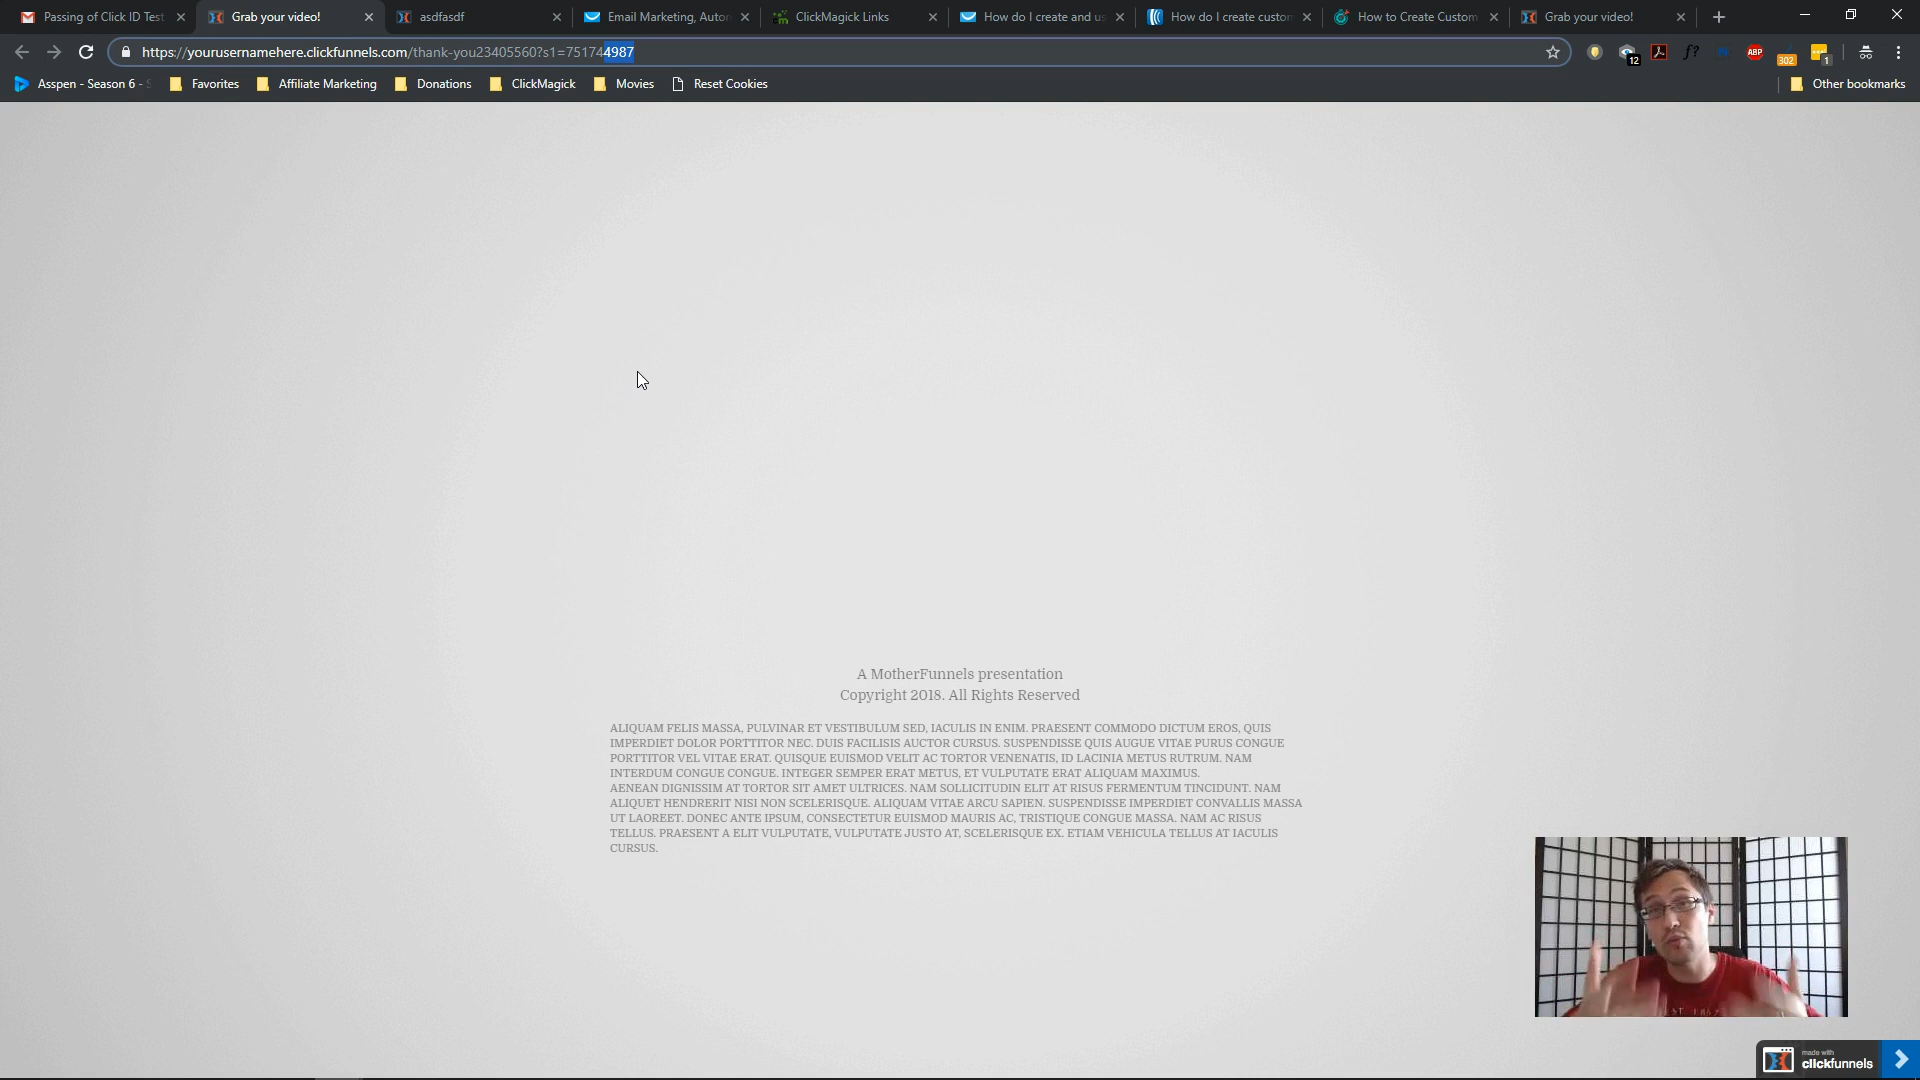 Passing of Click ID Test
Grab your video!
asdfasdf
Email Marketing, Auton
ClickMagick Links
How do I create and us
How do I create custom
How to Create Custom
Grab your video!
https://yourusernamehere.clickfunnels.com/thank-you23405560?s1=751744987
12
f?
ABP
302
1
Asspen - Season 6 - S
Favorites
Affiliate Marketing
Donations
ClickMagick
Movies
Reset Cookies
Other bookmarks
A MotherFunnels presentation
Copyright 2018. All Rights Reserved
ALIQUAM FELIS MASSA, PULVINAR ET VESTIBULUM SED, IACULIS IN ENIM. PRAESENT COMMODO DICTUM EROS, QUIS
IMPERDIET DOLOR PORTTITOR NEC. DUIS FACILISIS AUCTOR CURSUS. SUSPENDISSE QUIS AUGUE VITAE PURUS CONGUE
PORTTITOR VEL VITAE ERAT. QUISQUE EUISMOD VELIT AC TORTOR VENENATIS, ID LACINIA METUS RUTRUM. NAM
INTERDUM CONGUE CONGUE. INTEGER SEMPER ERAT METUS, ET VULPUTATE ERAT ALIQUAM MAXIMUS.
AENEAN DIGNISSIM AT TORTOR SIT AMET ULTRICES. NAM SOLLICITUDIN ELIT AT RISUS FERMENTUM TINCIDUNT. NAM
ALIQUET HENDRERIT NISI NON SCELERISQUE. ALIQUAM VITAE ARCU SAPIEN. SUSPENDISSE IMPERDIET CONVALLIS MASSA
UT LAOREET. DONEC ANTE IPSUM, CONSECTETUR EUISMOD MAURIS AC, TRISTIQUE CONGUE MASSA. NAM AC RISUS
TELLUS. PRAESENT A ELIT VULPUTATE, VULPUTATE JUSTO AT, SCELERISQUE EX. ETIAM VEHICULA TELLUS AT IACULIS
CURSUS.
made with
clickfunnels